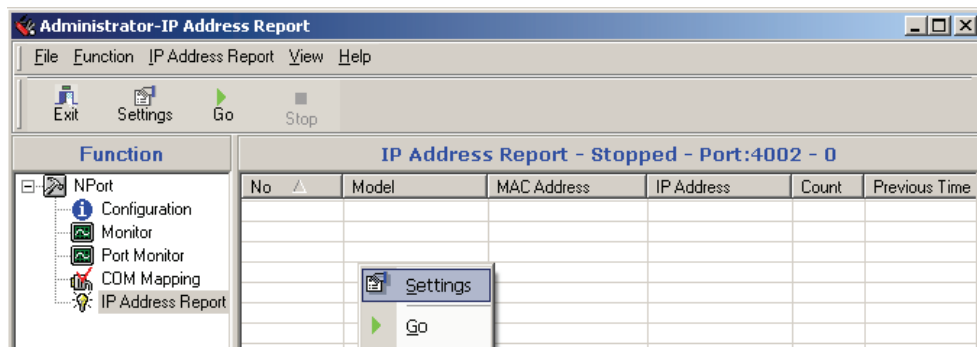 Administrator-IP Address Report
File Function IP Address Report View Help
Exit Settings Go Stop
Function
IP Address Report - Stopped - Port:4002 - 0
No Model MAC Address IP Address Count Previous Time
NPort
Configuration
Monitor
Port Monitor
COM Mapping
IP Address Report
Settings
Go